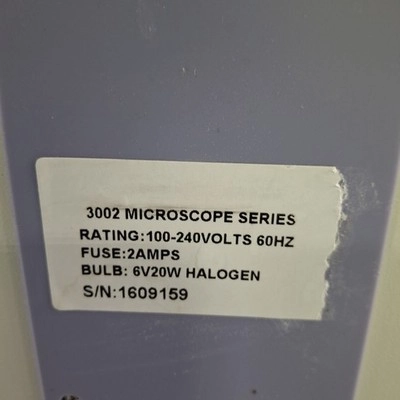 3002 MICROSCOPE SERIES
RATING:100-240VOLTS 60HZ
FUSE:2AMPS
BULB: 6V20W HALOGEN
S/N:1609159